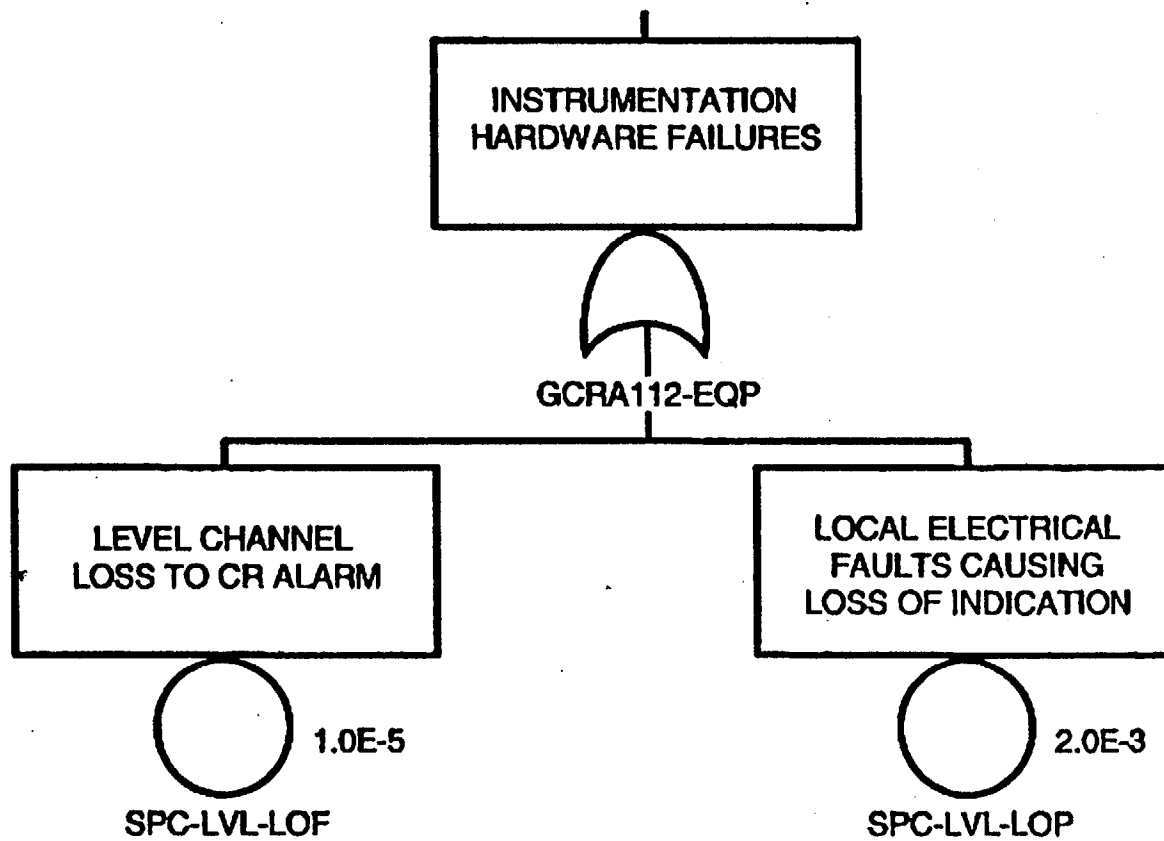 INSTRUMENTATION
HARDWARE FAILURES
GCRA112-EQP
LEVEL CHANNEL
LOSS TO CR ALARM
LOCAL ELECTRICAL
FAULTS CAUSING
LOSS OF INDICATION
1.0E-5
2.0E-3
SPC-LVL-LOF
SPC-LVL-LOP